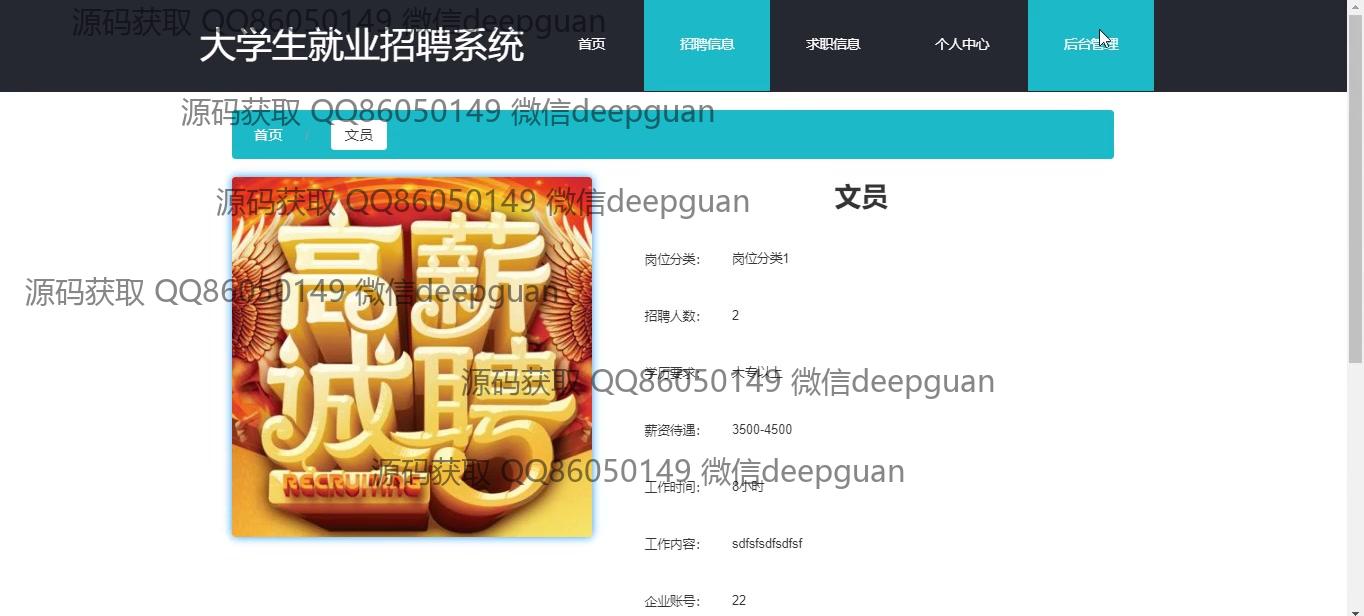 源码获取 QQ86050149 微信deepguan
大学生就业招聘系统 首页 招聘信息 求职信息 个人中心 后台管理
源码获取 QQ86050149 微信deepguan
首页 / 文员
源码获取 QQ86050149 微信deepguan
文员
高薪
诚聘
RECRUITING
岗位分类： 岗位分类1
源码获取 QQ86050149 微信deepguan
招聘人数： 2
学历要求： 大专以上
源码获取 QQ86050149 微信deepguan
薪资待遇： 3500-4500
源码获取 QQ86050149 微信deepguan
工作时间： 8小时
工作内容： sdfsfsdfsdfsf
企业账号： 22